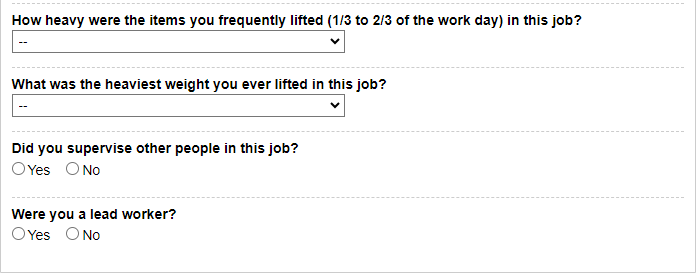 How heavy were the items you frequently lifted (1/3 to 2/3 of the work day) in this job?
--
What was the heaviest weight you ever lifted in this job?
--
Did you supervise other people in this job?
Yes No
Were you a lead worker?
Yes No